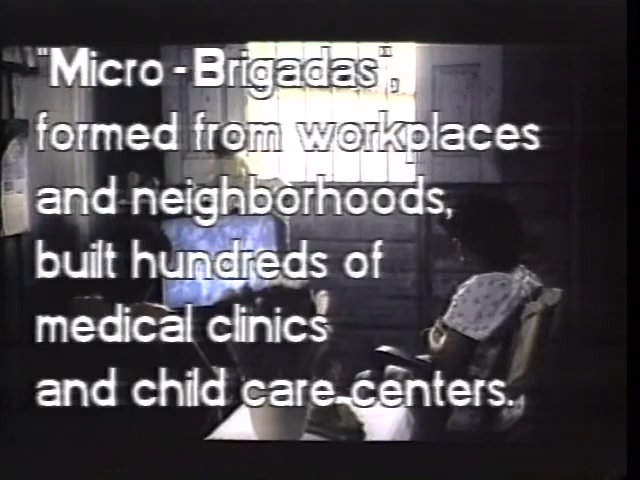 "Micro-Brigadas",
formed from workplaces
and neighborhoods,
built hundreds of
medical clinics
and child care centers.